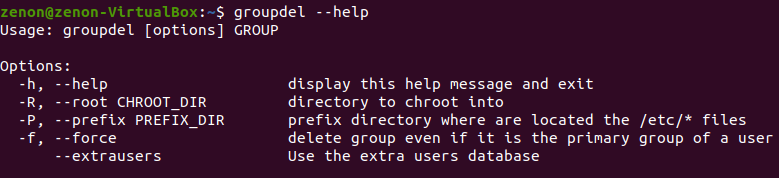 zenon@zenon-VirtualBox:~$ groupdel --help
Usage: groupdel [options] GROUP

Options:
  -h, --help                    display this help message and exit
  -R, --root CHROOT_DIR         directory to chroot into
  -P, --prefix PREFIX_DIR       prefix directory where are located the /etc/* files
  -f, --force                   delete group even if it is the primary group of a user
      --extrausers              Use the extra users database